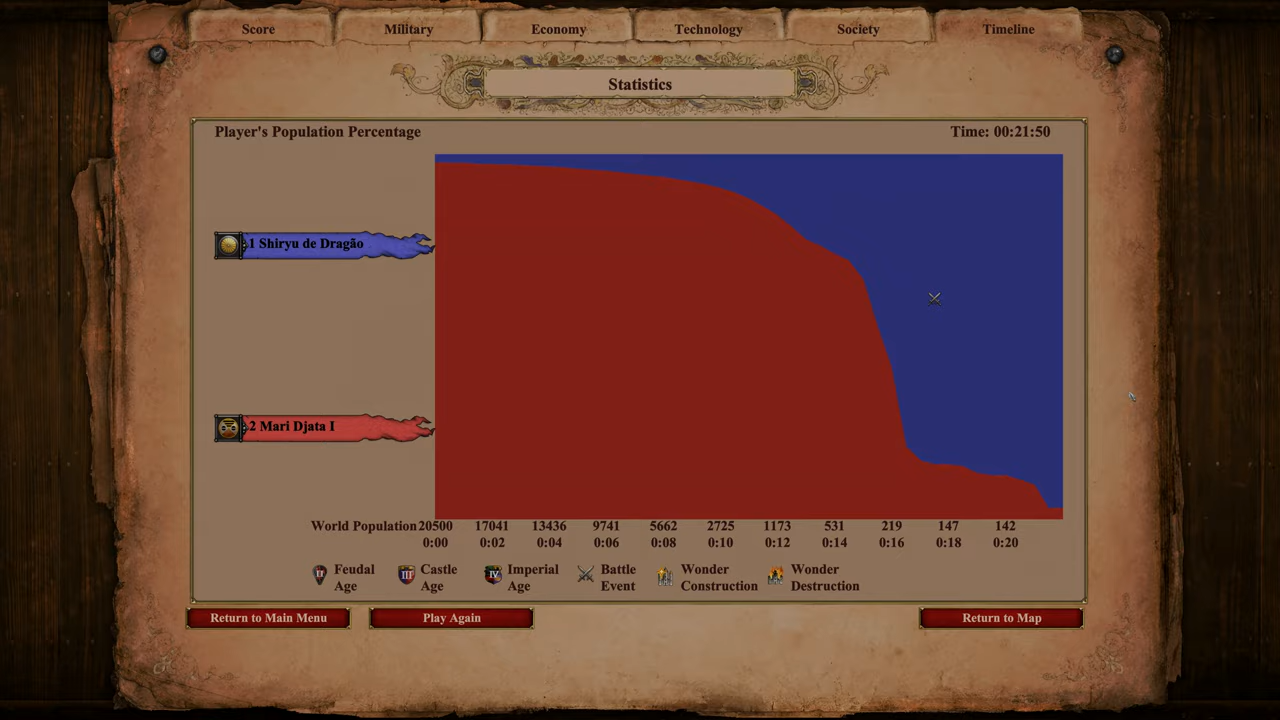 Score Military Economy Technology Society Timeline
Statistics
Player's Population Percentage Time: 00:21:50
1 Shiryu de Dragão
2 Mari Djata I
World Population 20500 17041 13436 9741 5662 2725 1173 531 219 147 142
0:00 0:02 0:04 0:06 0:08 0:10 0:12 0:14 0:16 0:18 0:20
II Feudal Age
III Castle Age
IV Imperial Age
Battle Event
Wonder Construction
Wonder Destruction
Return to Main Menu Play Again Return to Map